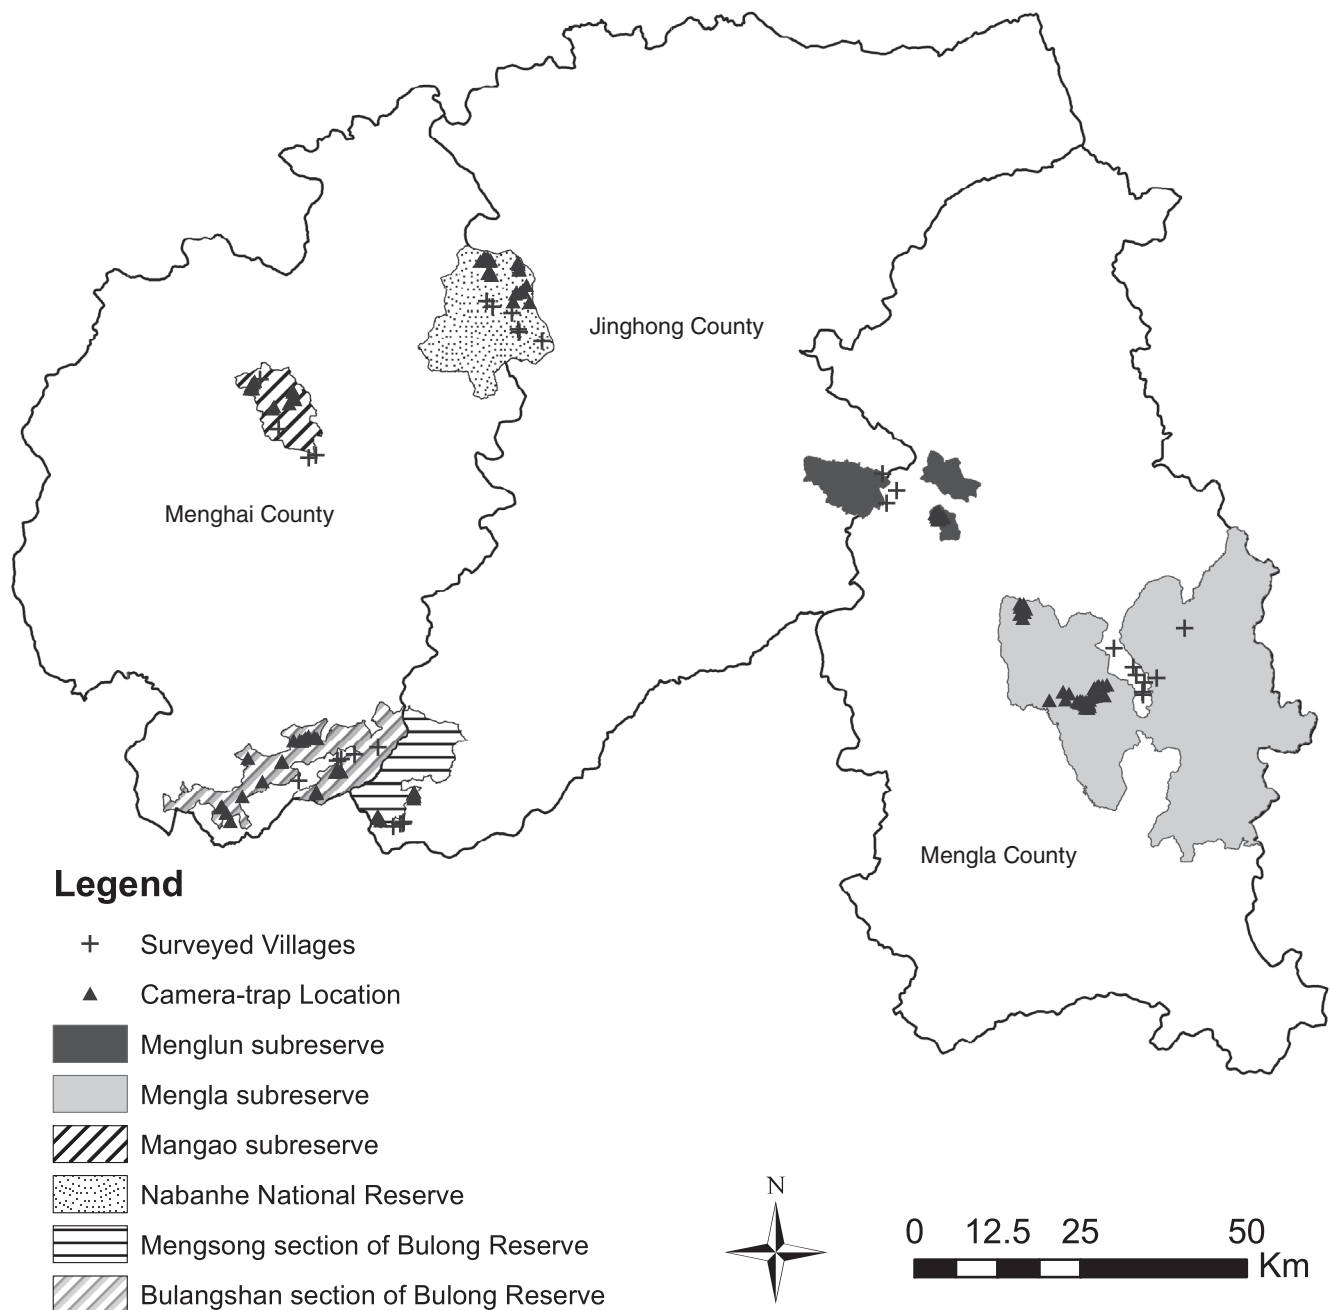 Jinghong County
Menghai County
Mengla County
Legend
Surveyed Villages
Camera-trap Location
Menglun subreserve
Mengla subreserve
Mangao subreserve
Nabanhe National Reserve
Mengsong section of Bulong Reserve
Bulangshan section of Bulong Reserve
N
0 12.5 25 50
Km